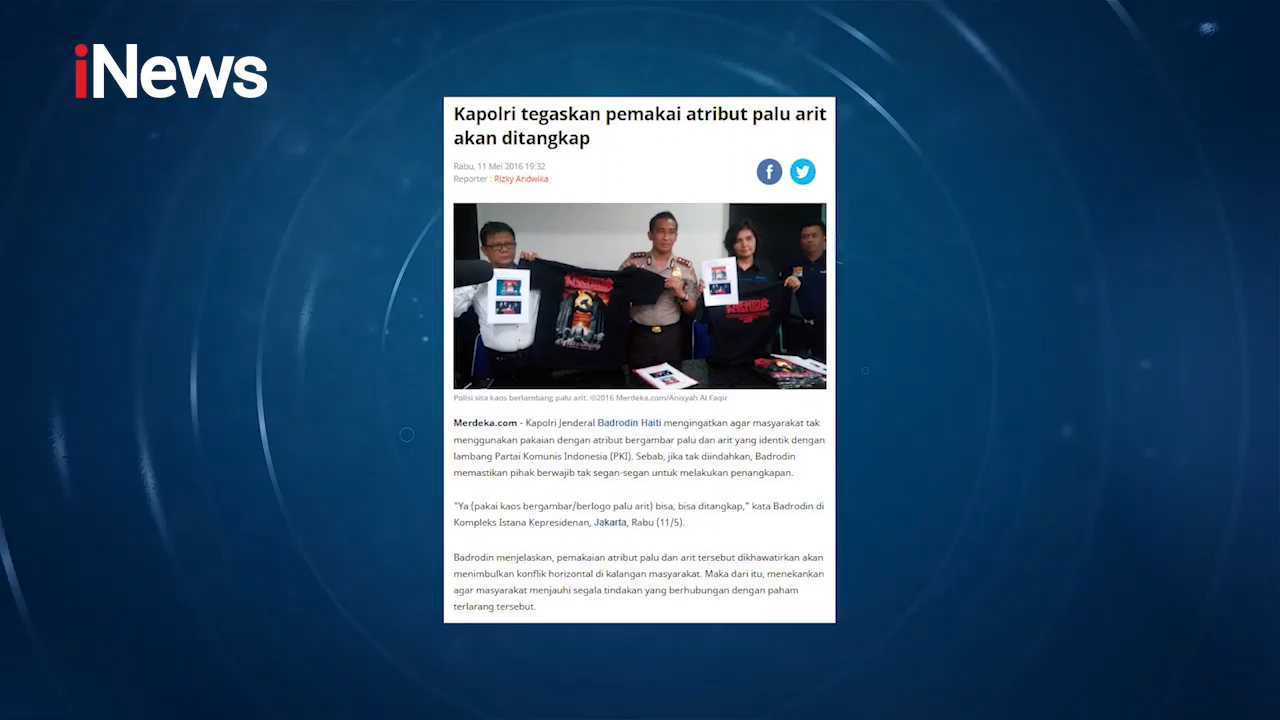 iNews
Kapolri tegaskan pemakai atribut palu arit
akan ditangkap
Rabu, 11 Mei 2016 19:32
Reporter : Rizky Andwika
Polisi sita kaos berlambang palu arit. ©2016 Merdeka.com/Anisyah Al Faqir
Merdeka.com - Kapolri Jenderal Badrodin Haiti mengingatkan agar masyarakat tak
menggunakan pakaian dengan atribut bergambar palu dan arit yang identik dengan
lambang Partai Komunis Indonesia (PKI). Sebab, jika tak diindahkan, Badrodin
memastikan pihak berwajib tak segan-segan untuk melakukan penangkapan.
"Ya (pakai kaos bergambar/berlogo palu arit) bisa, bisa ditangkap," kata Badrodin di
Kompleks Istana Kepresidenan, Jakarta, Rabu (11/5).
Badrodin menjelaskan, pemakaian atribut palu dan arit tersebut dikhawatirkan akan
menimbulkan konflik horizontal di kalangan masyarakat. Maka dari itu, menekankan
agar masyarakat menjauhi segala tindakan yang berhubungan dengan paham
terlarang tersebut.